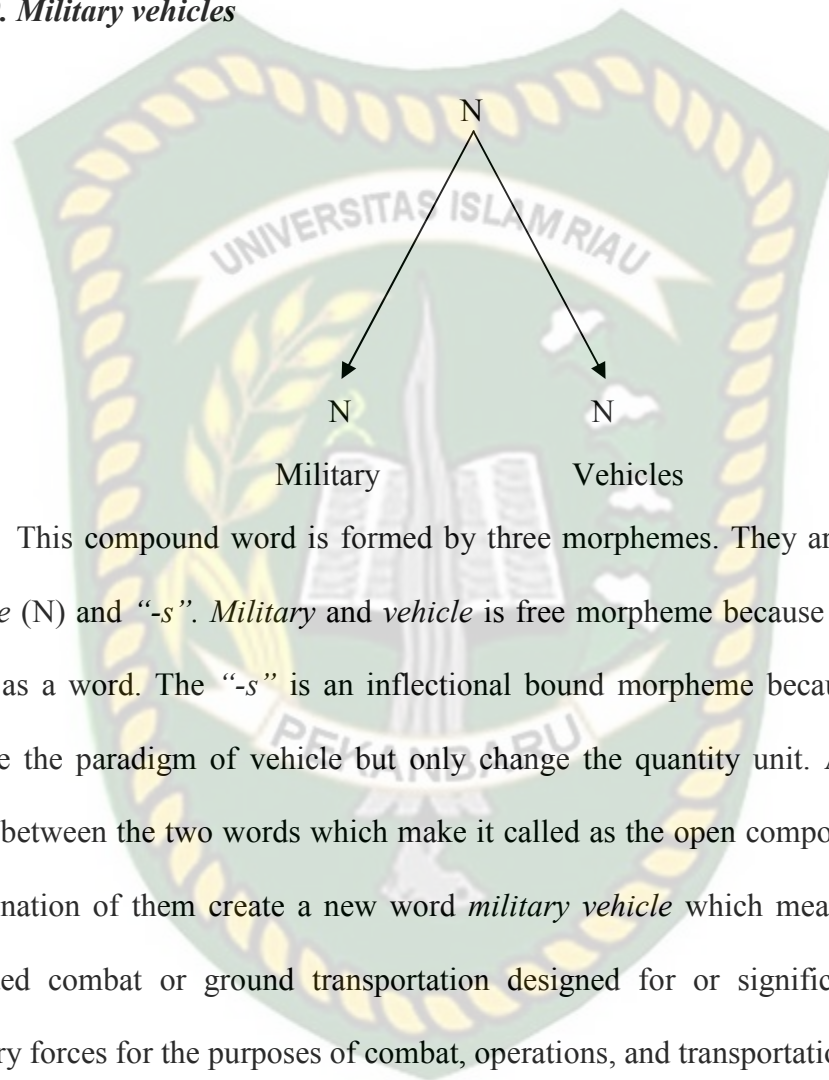 . Military vehicles
N
UNIVERSITAS ISLAM RIAU
N N
Military Vehicles
This compound word is formed by three morphemes. They ar
e (N) and “-s”. Military and vehicle is free morpheme because
as a word. The “-s” is an inflectional bound morpheme becau
e the paradigm of vehicle but only change the quantity unit. A
PEKANBARU
between the two words which make it called as the open compo
nation of them create a new word military vehicle which mea
ed combat or ground transportation designed for or signific
ry forces for the purposes of combat, operations, and transportatio